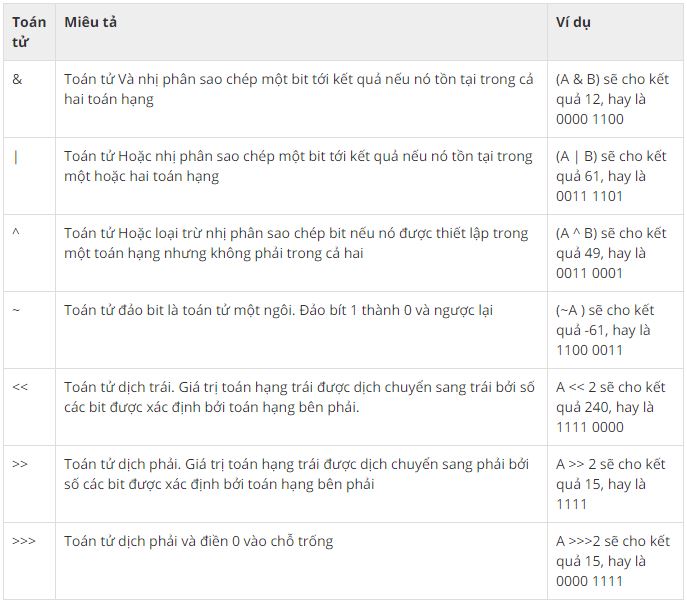 Toán tử
Miêu tả
Ví dụ
&
Toán tử Và nhị phân sao chép một bit tới kết quả nếu nó tồn tại trong cả
hai toán hạng
(A & B) sẽ cho kết
quả 12, hay là
0000 1100
|
Toán tử Hoặc nhị phân sao chép một bit tới kết quả nếu nó tồn tại trong
một hoặc hai toán hạng
(A | B) sẽ cho kết
quả 61, hay là
0011 1101
^
Toán tử Hoặc loại trừ nhị phân sao chép bit nếu nó được thiết lập trong
một toán hạng nhưng không phải trong cả hai
(A ^ B) sẽ cho kết
quả 49, hay là
0011 0001
~
Toán tử đảo bit là toán tử một ngôi. Đảo bít 1 thành 0 và ngược lại
(~A ) sẽ cho kết
quả -61, hay là
1100 0011
<<
Toán tử dịch trái. Giá trị toán hạng trái được dịch chuyển sang trái bởi số
các bit được xác định bởi toán hạng bên phải.
A << 2 sẽ cho kết
quả 240, hay là
1111 0000
>>
Toán tử dịch phải. Giá trị toán hạng trái được dịch chuyển sang phải bởi
số các bit được xác định bởi toán hạng bên phải
A >> 2 sẽ cho kết
quả 15, hay là
1111
>>>
Toán tử dịch phải và điền 0 vào chỗ trống
A >>>2 sẽ cho kết
quả 15, hay là
0000 1111